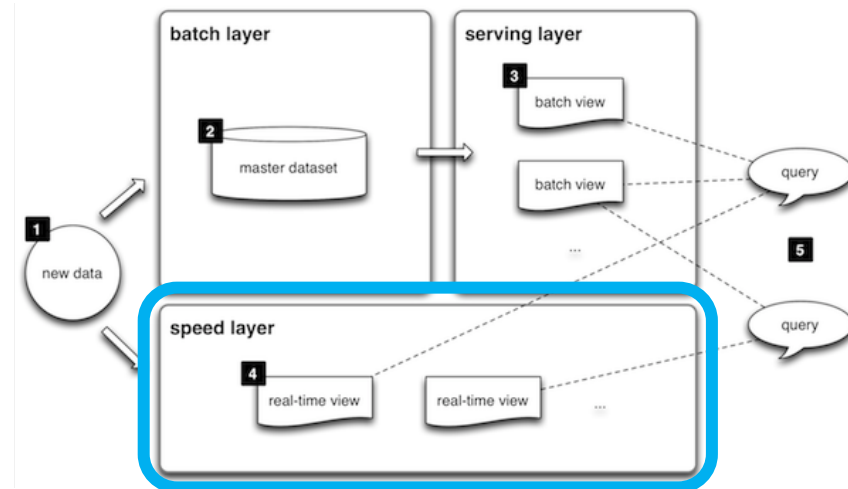 batch layer
serving layer
3
batch view
2
master dataset
batch view
query
1
new data
...
5
speed layer
query
4
real-time view
real-time view
...